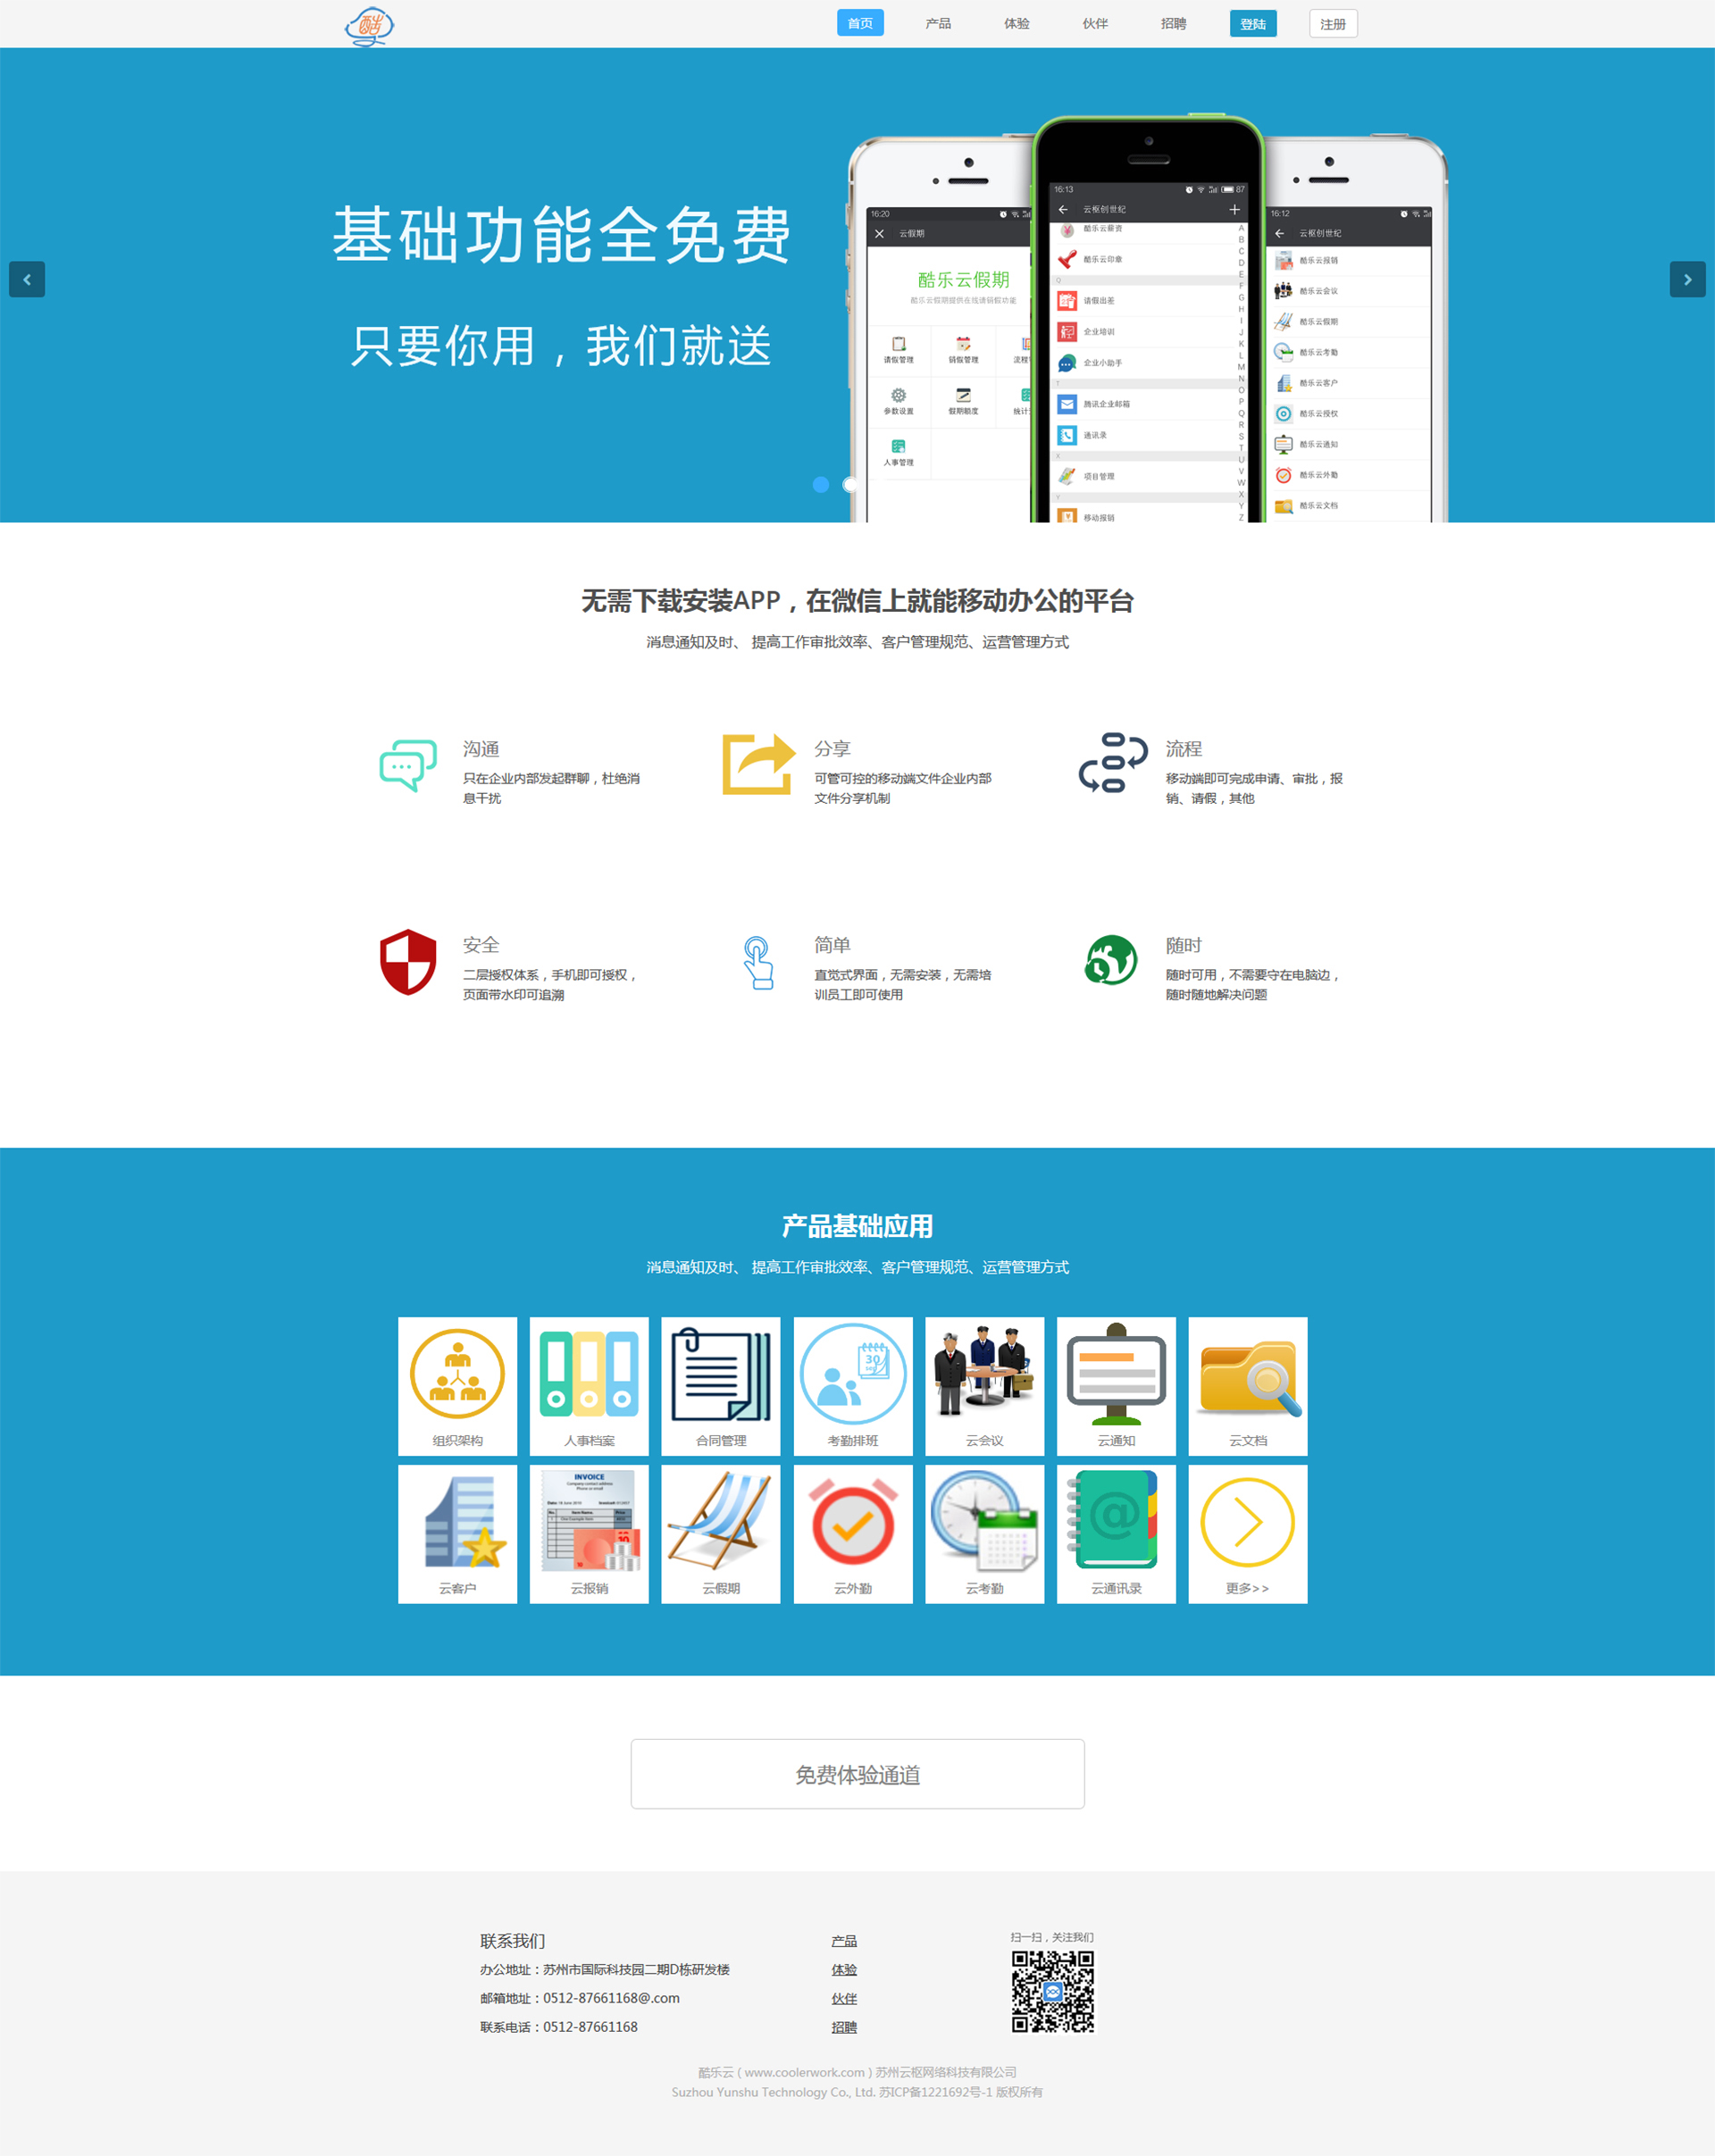 酷
首页 产品 体验 伙伴 招聘 登陆 注册
基础功能全免费
只要你用，我们就送
16:20
云假期
酷乐云假期
酷乐云假期提供在线请销假功能
请假管理 销假管理
参数设置 假期额度
人事管理
16:13 87
云枢创世纪
酷乐云薪资
酷乐云印章
Q
请假出差
企业培训
企业小助手
T
腾讯企业邮箱
通讯录
X
项目管理
Y
移动报销
A
B
C
D
E
F
G
H
I
J
K
L
M
N
O
P
Q
R
S
T
U
V
W
X
Y
Z
16:12
云枢创世纪
酷乐云报销
酷乐云会议
酷乐云假期
酷乐云考勤
酷乐云客户
酷乐云授权
酷乐云通知
酷乐云外勤
酷乐云文档
无需下载安装APP，在微信上就能移动办公的平台
消息通知及时、 提高工作审批效率、客户管理规范、运营管理方式
沟通
只在企业内部发起群聊，杜绝消
息干扰
分享
可管可控的移动端文件企业内部
文件分享机制
流程
移动端即可完成申请、审批，报
销、请假，其他
安全
二层授权体系，手机即可授权，
页面带水印可追溯
简单
直觉式界面，无需安装，无需培
训员工即可使用
随时
随时可用，不需要守在电脑边，
随时随地解决问题
产品基础应用
消息通知及时、 提高工作审批效率、客户管理规范、运营管理方式
30
组织架构 人事档案 合同管理 考勤排班 云会议 云通知 云文档
INVOICE
@
云客户 云报销 云假期 云外勤 云考勤 云通讯录 更多>>
免费体验通道
联系我们
办公地址：苏州市国际科技园二期D栋研发楼
邮箱地址：0512-87661168@.com
联系电话：0512-87661168
产品
体验
伙伴
招聘
扫一扫，关注我们
酷乐云 ( www.coolerwork.com ) 苏州云枢网络科技有限公司
Suzhou Yunshu Technology Co., Ltd. 苏ICP备1221692号-1 版权所有